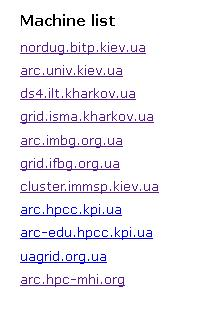 Machine list
nordug.bitp.kiev.ua
arc.univ.kiev.ua
ds4.ilt.kharkov.ua
grid.isma.kharkov.ua
arc.imbg.org.ua
grid.ifbg.org.ua
cluster.immsp.kiev.ua
arc.hpcc.kpi.ua
arc-edu.hpcc.kpi.ua
uagrid.org.ua
arc.hpc-mhi.org